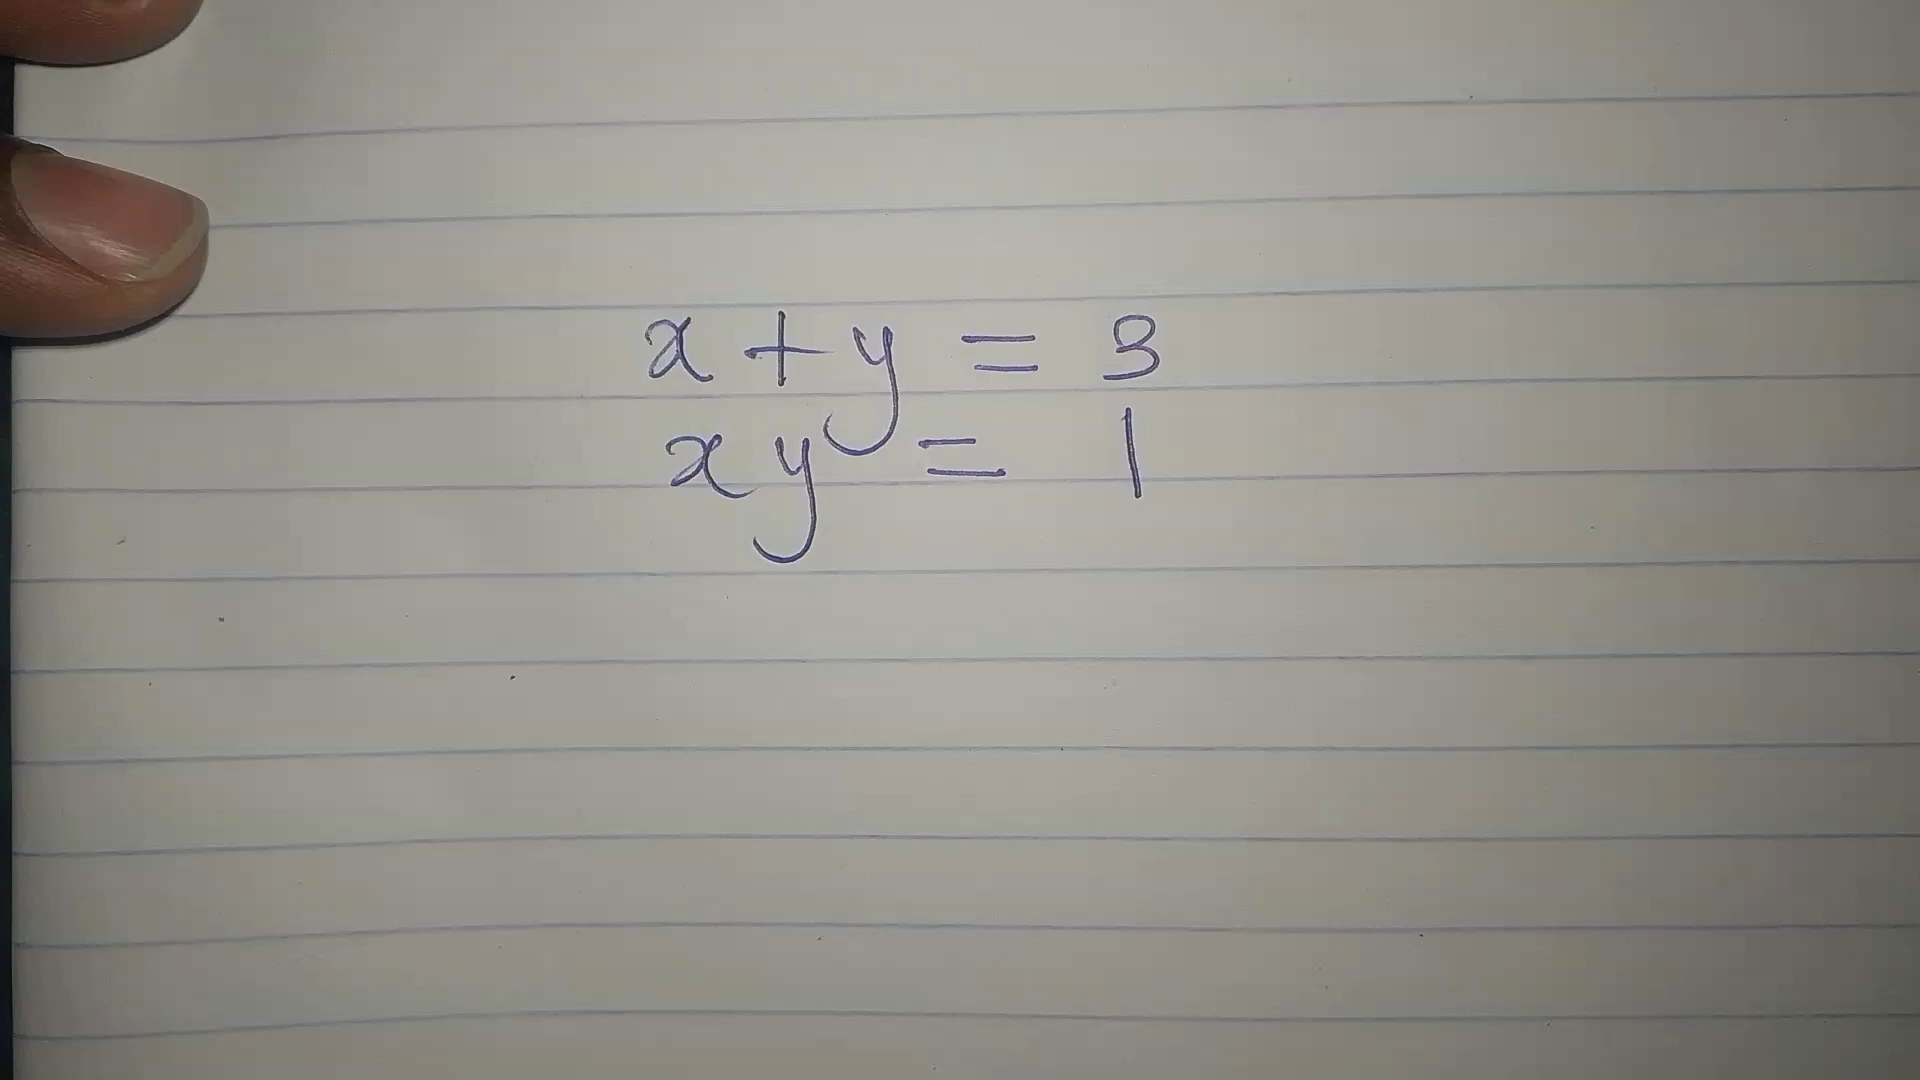 x + y = 3
xy = 1